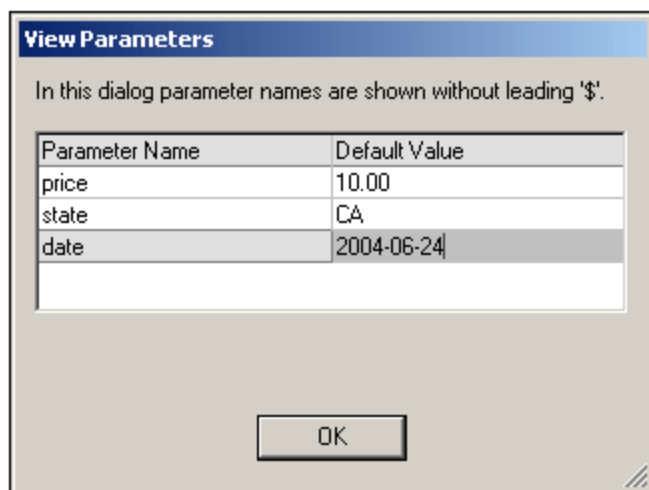 View Parameters
In this dialog parameter names are shown without leading '$'.
Parameter Name Default Value
price 10.00
state CA
date 2004-06-24
OK